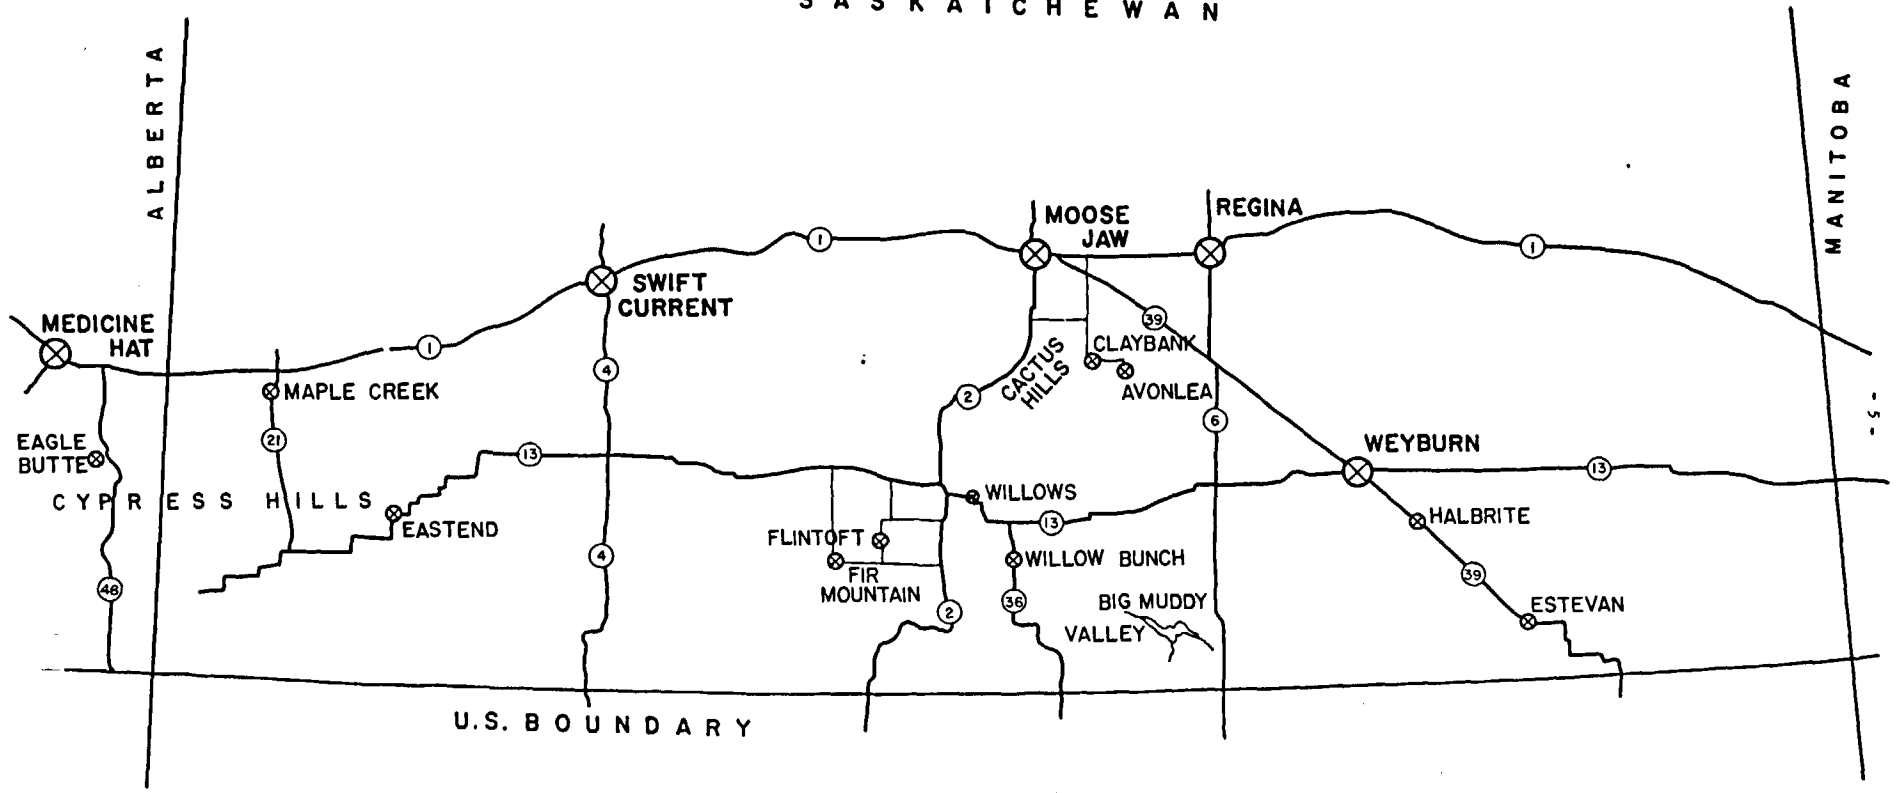 SASKATCHEWAN
ALBERTA
MANITOBA
MOOSE
JAW
REGINA
1
1
SWIFT
CURRENT
MEDICINE
HAT
1
39
CLAYBANK
4
MAPLE CREEK
CACTUS
HILLS
2
AVONLEA
- 5 -
6
21
EAGLE
BUTTE
13
WEYBURN
13
CYPRESS HILLS
WILLOWS
EASTEND
13
HALBRITE
FLINTOFT
4
WILLOW BUNCH
FIR
MOUNTAIN
39
48
2
36
BIG MUDDY
VALLEY
ESTEVAN
U.S. BOUNDARY